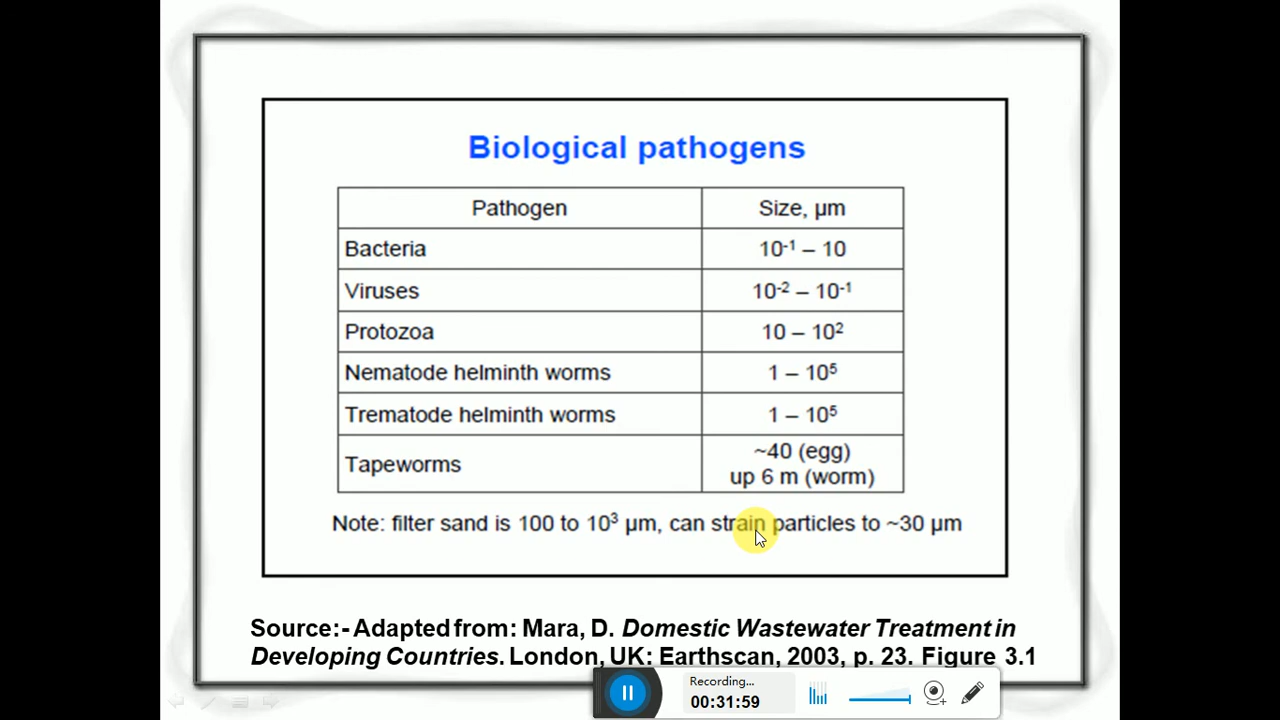 Biological pathogens
Pathogen Size, µm
Bacteria 10⁻¹ – 10
Viruses 10⁻² – 10⁻¹
Protozoa 10 – 10²
Nematode helminth worms 1 – 10⁵
Trematode helminth worms 1 – 10⁵
Tapeworms ~40 (egg)
up 6 m (worm)
Note: filter sand is 100 to 10³ µm, can strain particles to ~30 µm
Source:- Adapted from: Mara, D. Domestic Wastewater Treatment in
Developing Countries. London, UK: Earthscan, 2003, p. 23. Figure 3.1
Recording...
00:31:59